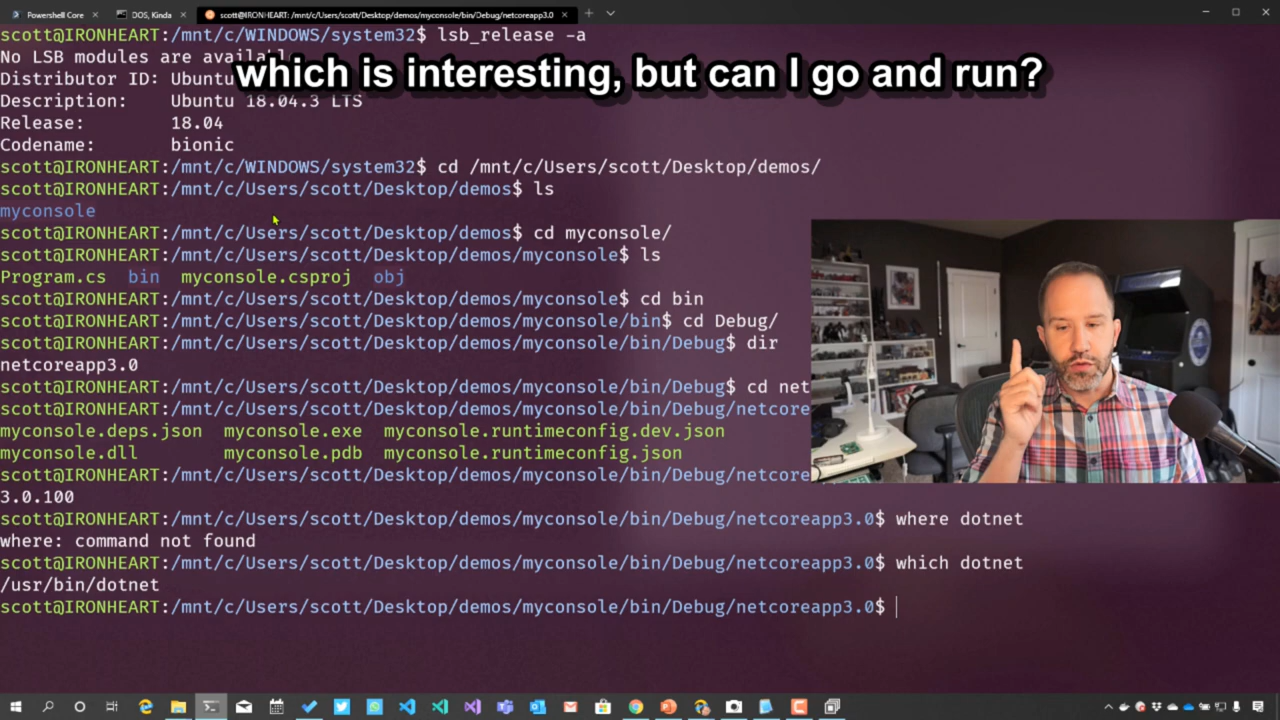 Powershell Core
DOS, Kinda
scott@IRONHEART: /mnt/c/Users/scott/Desktop/demos/myconsole/bin/Debug/netcoreapp3.0
scott@IRONHEART:/mnt/c/WINDOWS/system32$ lsb_release -a
No LSB modules are available.
which is interesting, but can I go and run?
Distributor ID: Ubuntu
Description:    Ubuntu 18.04.3 LTS
Release:        18.04
Codename:       bionic
scott@IRONHEART:/mnt/c/WINDOWS/system32$ cd /mnt/c/Users/scott/Desktop/demos/
scott@IRONHEART:/mnt/c/Users/scott/Desktop/demos$ ls
myconsole
scott@IRONHEART:/mnt/c/Users/scott/Desktop/demos$ cd myconsole/
scott@IRONHEART:/mnt/c/Users/scott/Desktop/demos/myconsole$ ls
Program.cs  bin  myconsole.csproj  obj
scott@IRONHEART:/mnt/c/Users/scott/Desktop/demos/myconsole$ cd bin
scott@IRONHEART:/mnt/c/Users/scott/Desktop/demos/myconsole/bin$ cd Debug/
scott@IRONHEART:/mnt/c/Users/scott/Desktop/demos/myconsole/bin/Debug$ dir
netcoreapp3.0
scott@IRONHEART:/mnt/c/Users/scott/Desktop/demos/myconsole/bin/Debug$ cd net
scott@IRONHEART:/mnt/c/Users/scott/Desktop/demos/myconsole/bin/Debug/netcore
myconsole.deps.json  myconsole.exe  myconsole.runtimeconfig.dev.json
myconsole.dll        myconsole.pdb  myconsole.runtimeconfig.json
scott@IRONHEART:/mnt/c/Users/scott/Desktop/demos/myconsole/bin/Debug/netcore
3.0.100
scott@IRONHEART:/mnt/c/Users/scott/Desktop/demos/myconsole/bin/Debug/netcoreapp3.0$ where dotnet
where: command not found
scott@IRONHEART:/mnt/c/Users/scott/Desktop/demos/myconsole/bin/Debug/netcoreapp3.0$ which dotnet
/usr/bin/dotnet
scott@IRONHEART:/mnt/c/Users/scott/Desktop/demos/myconsole/bin/Debug/netcoreapp3.0$